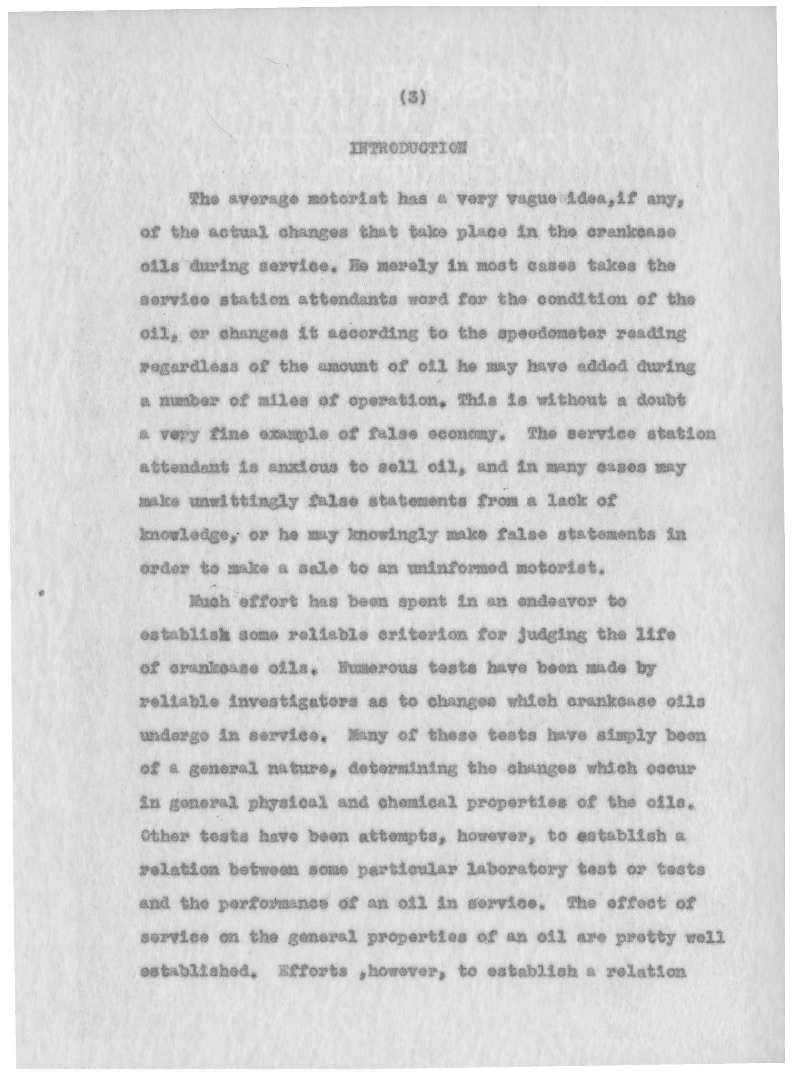 (3)
INTRODUCTION
The average motorist has a very vague idea,if any,
of the actual changes that take place in the crankcase
oils during service. He merely in most cases takes the
service station attendants word for the condition of the
oil, or changes it according to the speedometer reading
regardless of the amount of oil he may have added during
a number of miles of operation. This is without a doubt
a very fine example of false economy. The service station
attendant is anxious to sell oil, and in many cases may
make unwittingly false statements from a lack of
knowledge, or he may knowingly make false statements in
order to make a sale to an uninformed motorist.
Much effort has been spent in an endeavor to
establish some reliable criterion for judging the life
of crankcase oils. Numerous tests have been made by
reliable investigators as to changes which crankcase oils
undergo in service. Many of these tests have simply been
of a general nature, determining the changes which occur
in general physical and chemical properties of the oils.
Other tests have been attempts, however, to establish a
relation between some particular laboratory test or tests
and the performance of an oil in service. The effect of
service on the general properties of an oil are pretty well
established. Efforts ,however, to establish a relation